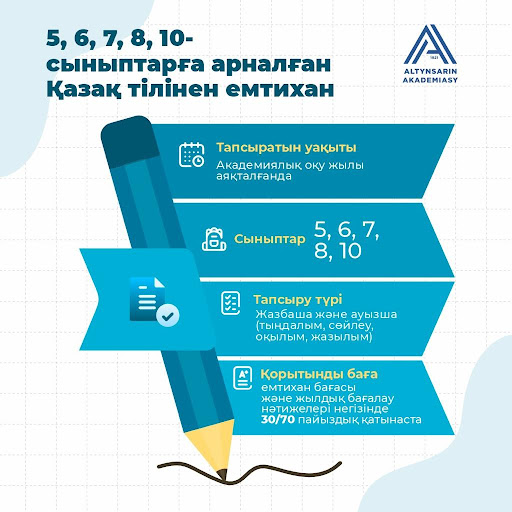 5, 6, 7, 8, 10-
сыныптарға арналған
Қазақ тілінен емтихан
1933
ALTYNSARIN
AKADEMIASY
Тапсыратын уақыты
Академиялық оқу жылы
аяқталғанда
Сыныптар
5, 6, 7,
8, 10
Тапсыру түрі
Жазбаша және ауызша
(тыңдалым, сөйлеу,
оқылым, жазылым)
A+
Қорытынды баға
емтихан бағасы
және жылдық бағалау
нәтижелері негізінде
30/70 пайыздық қатынаста